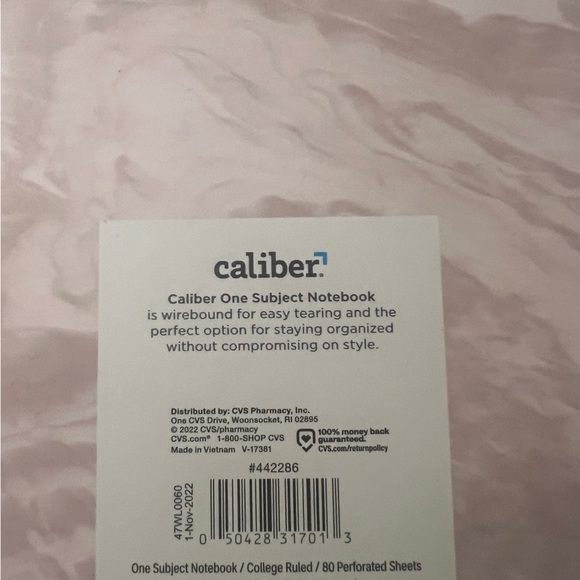 caliber
Caliber One Subject Notebook
is wirebound for easy tearing and the
perfect option for staying organized
without compromising on style.
Distributed by: CVS Pharmacy, Inc.
One CVS Drive, Woonsocket, RI 02895
© 2022 CVS/pharmacy
CVS.com® 1-800-SHOP CVS
Made in Vietnam V-17381
100% money back
guaranteed.
CVS.com/returnpolicy
#442286
47WL0060
1-Nov-2022
0 50428 31701 3
One Subject Notebook / College Ruled / 80 Perforated Sheets